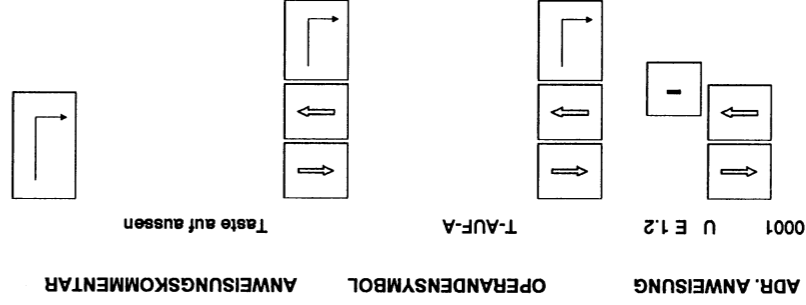 ADR. ANWEISUNG OPERANDENSYMBOL ANWEISUNGSKOMMENTAR
0001 U E 1.2 T-AUF-A Taste auf aussen